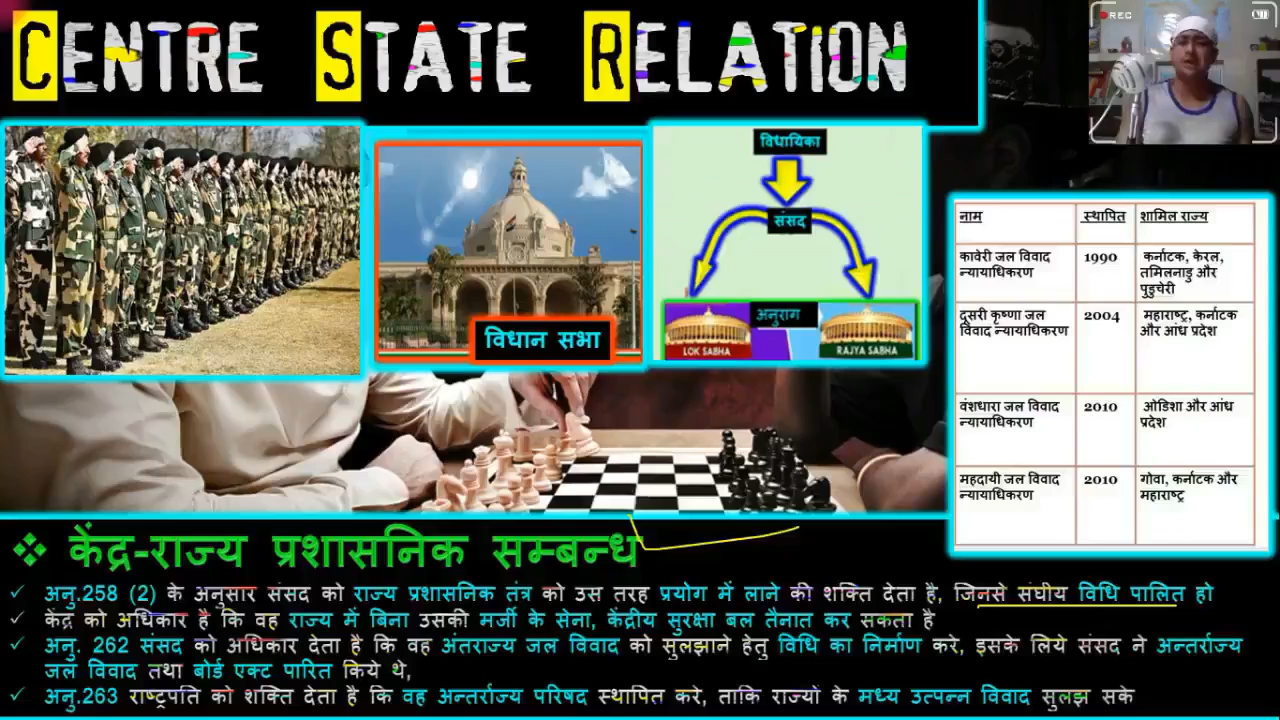 CENTRE STATE RELATION
REC
विधायिका
संसद
अनुराग
LOK SABHA
RAJYA SABHA
विधान सभा
नाम स्थापित शामिल राज्य
कावेरी जल विवाद न्यायाधिकरण 1990 कर्नाटक, केरल, तमिलनाडु और पुडुचेरी
दूसरी कृष्णा जल विवाद न्यायाधिकरण 2004 महाराष्ट्र, कर्नाटक और आंध प्रदेश
वंशधारा जल विवाद न्यायाधिकरण 2010 ओडिशा और आंध प्रदेश
महदायी जल विवाद न्यायाधिकरण 2010 गोवा, कर्नाटक और महाराष्ट्र
❖ केंद्र-राज्य प्रशासनिक सम्बन्ध
✓ अनु.258 (2) के अनुसार संसद को राज्य प्रशासनिक तंत्र को उस तरह प्रयोग में लाने की शक्ति देता है, जिनसे संघीय विधि पालित हो
✓ केंद्र को अधिकार है कि वह राज्य में बिना उसकी मर्जी के सेना, केंद्रीय सुरक्षा बल तैनात कर सकता है
✓ अनु. 262 संसद को अधिकार देता है कि वह अंतराज्य जल विवाद को सुलझाने हेतु विधि का निर्माण करे, इसके लिये संसद ने अन्तर्राज्य
जल विवाद तथा बोर्ड एक्ट पारित किये थे,
✓ अनु.263 राष्ट्रपति को शक्ति देता है कि वह अन्तर्राज्य परिषद स्थापित करे, ताकि राज्यों के मध्य उत्पन्न विवाद सुलझ सके